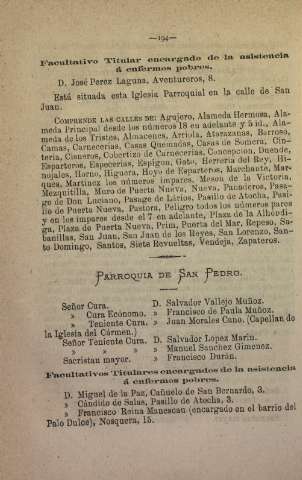 —194—
Facultativo Titular encargado de la asistencia
á enfermos pobres.
D. José Perez Laguna, Aventureros, 8.
Está situada esta Iglesia Parroquial en la calle de San
Juan.
COMPRENDE LAS CALLES DE: Agujero, Alameda Hermosa, Ala-
meda Principal desde los números 18 en adelante y 5 id., Ala-
meda de los Tristes, Almacenes, Arriola, Atarazanas, Berroso,
Camas, Carnecerías, Casas Quemadas, Casas de Somera, Cin-
tería, Cisneros, Cobertizo de Carnecerías, Concepcion, Duende,
Esparteros, Especerías, Espigon, Gato, Herrería del Rey, Hi-
nojales, Horno, Higuera, Hoyo de Esparteros, Marchante, Mar-
ques, Martinez los números impares, Meson de la Victoria,
Mezquitilla, Moro de Puerta Nueva, Nueva, Panaderos, Pasa-
ge de Don Luciano, Pasage de Lários, Pasillo de Atocha, Pasi-
llo de Puerta Nueva, Pastora, Peligro todos los números pares
y en los impares desde el 7 en adelante, Plaza de la Albóndi-
ga, Plaza de Puerta Nueva, Prim, Puerta del Mar, Repeso, Sa-
banillas, San Juan, San Juan de los Reyes, San Lorenzo, San-
to Domingo, Santos, Siete Revueltas, Vendeja, Zapateros.
PARROQUIA DE SAN PEDRO.
Señor Cura. D. Salvador Vallejo Muñoz.
» Cura Ecónomo. » Francisco de Paula Muñoz.
» Teniente Cura. » Juan Morales Cano. (Capellan de
la Iglesia del Cármen.)
Señor Teniente Cura. D. Salvador Lopez Marin.
» » » » Manuel Sanchez Gimenez.
Sacristan mayor. » Francisco Durán.
Facultativos Titulares encargados de la asistencia
á enfermos pobres.
D. Miguel de la Paz, Cañuelo de San Bernardo, 3.
» Cándido de Salas, Pasillo de Atocha, 3.
» Francisco Reina Manescau (encargado en el barrio del
Palo Dulce), Nosquera, 15.